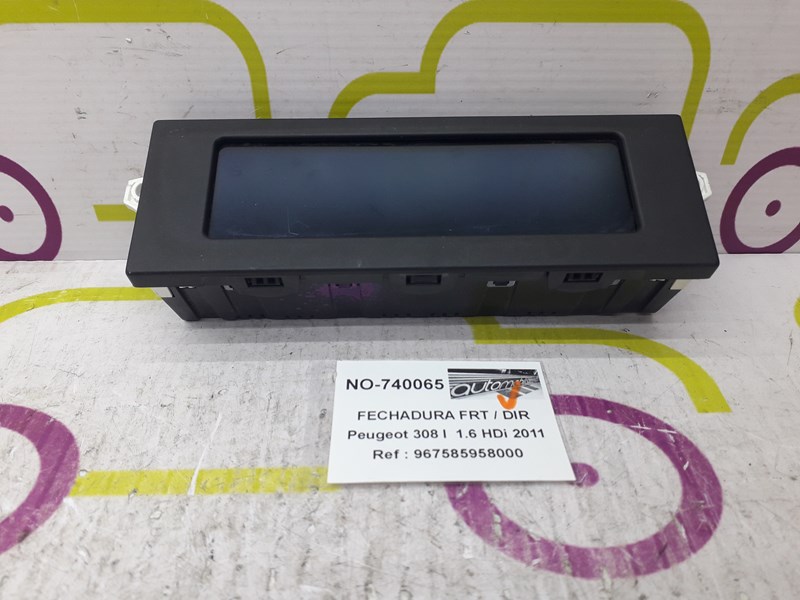 NO-740065
FECHADURA FRT / DIR
Peugeot 308 I 1.6 HDi 2011
Ref : 967585958000